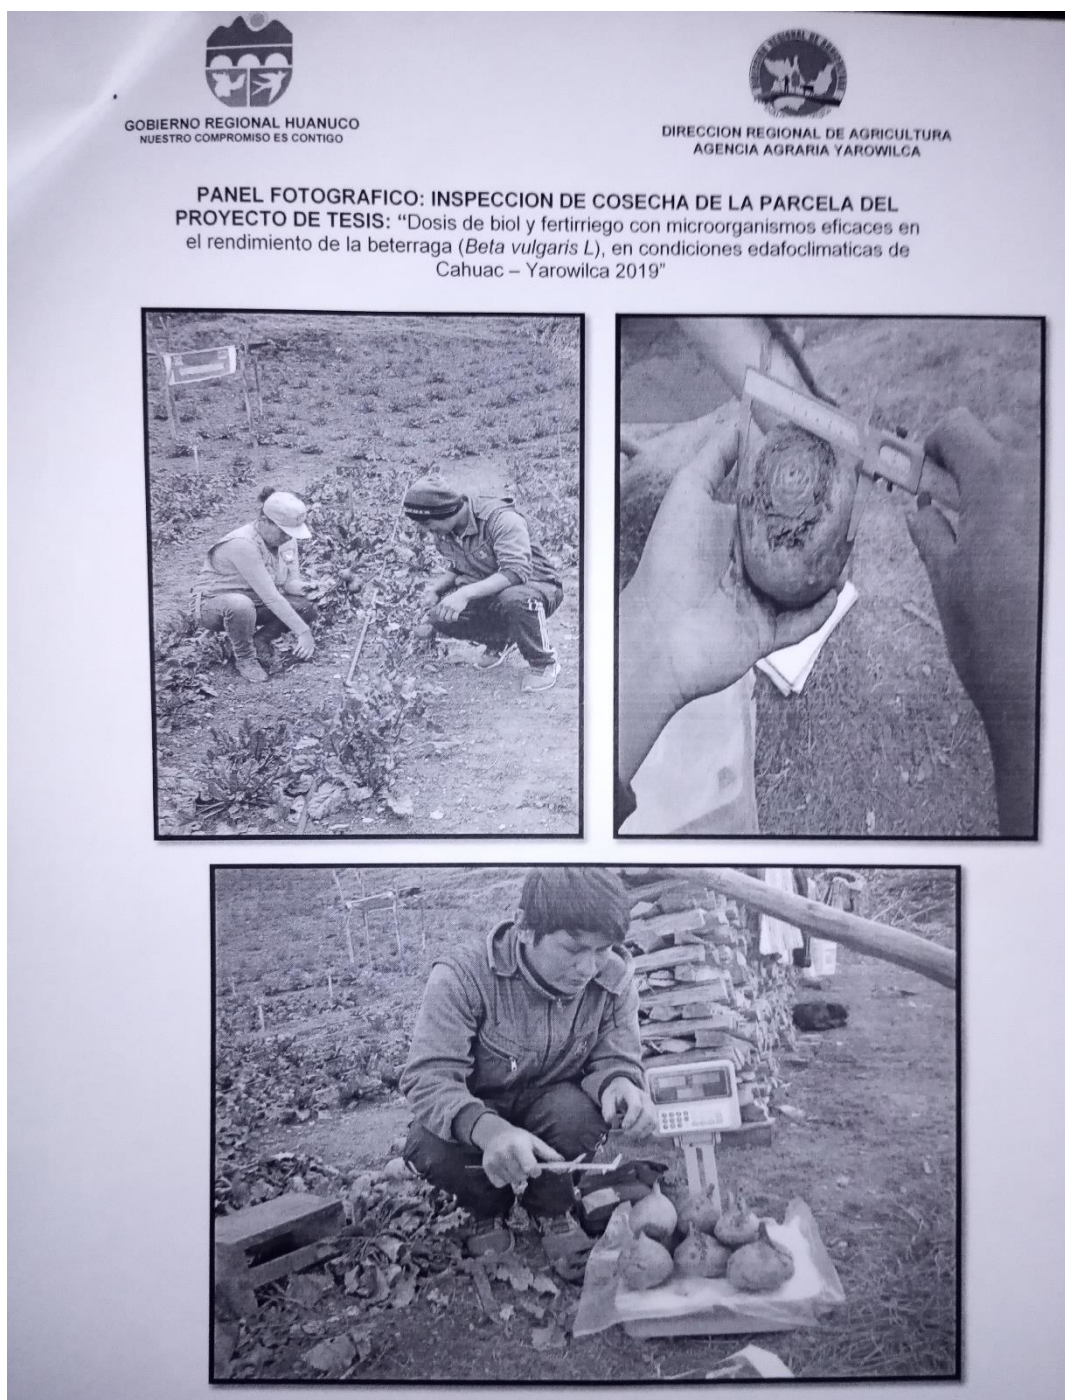 GOBIERNO REGIONAL HUANUCO
NUESTRO COMPROMISO ES CONTIGO
DIRECCION REGIONAL DE AGRICULTURA
AGENCIA AGRARIA YAROWILCA
PANEL FOTOGRAFICO: INSPECCION DE COSECHA DE LA PARCELA DEL
PROYECTO DE TESIS: “Dosis de biol y fertirriego con microorganismos eficaces en
el rendimiento de la beterraga (Beta vulgaris L), en condiciones edafoclimaticas de
Cahuac – Yarowilca 2019”